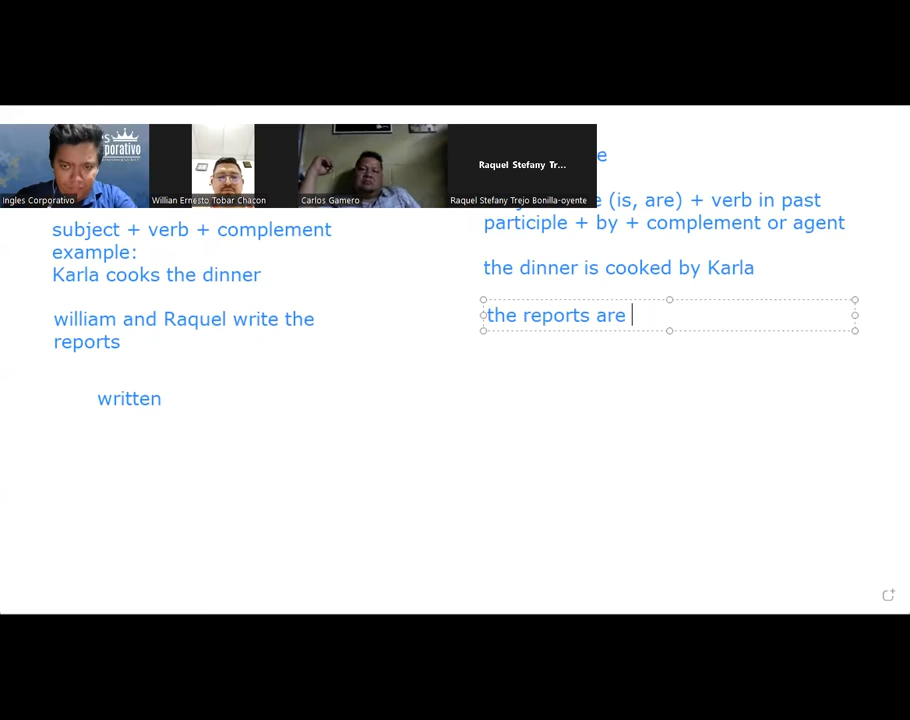 porativo
Ingles Corporativo
Willian Ernesto Tobar Chacon
Carlos Gamero
Raquel Stefany Tr...
Raquel Stefany Trejo Bonilla-oyente
subject + verb + complement
example:
Karla cooks the dinner
william and Raquel write the
reports
written
(is, are) + verb in past
participle + by + complement or agent
the dinner is cooked by Karla
the reports are